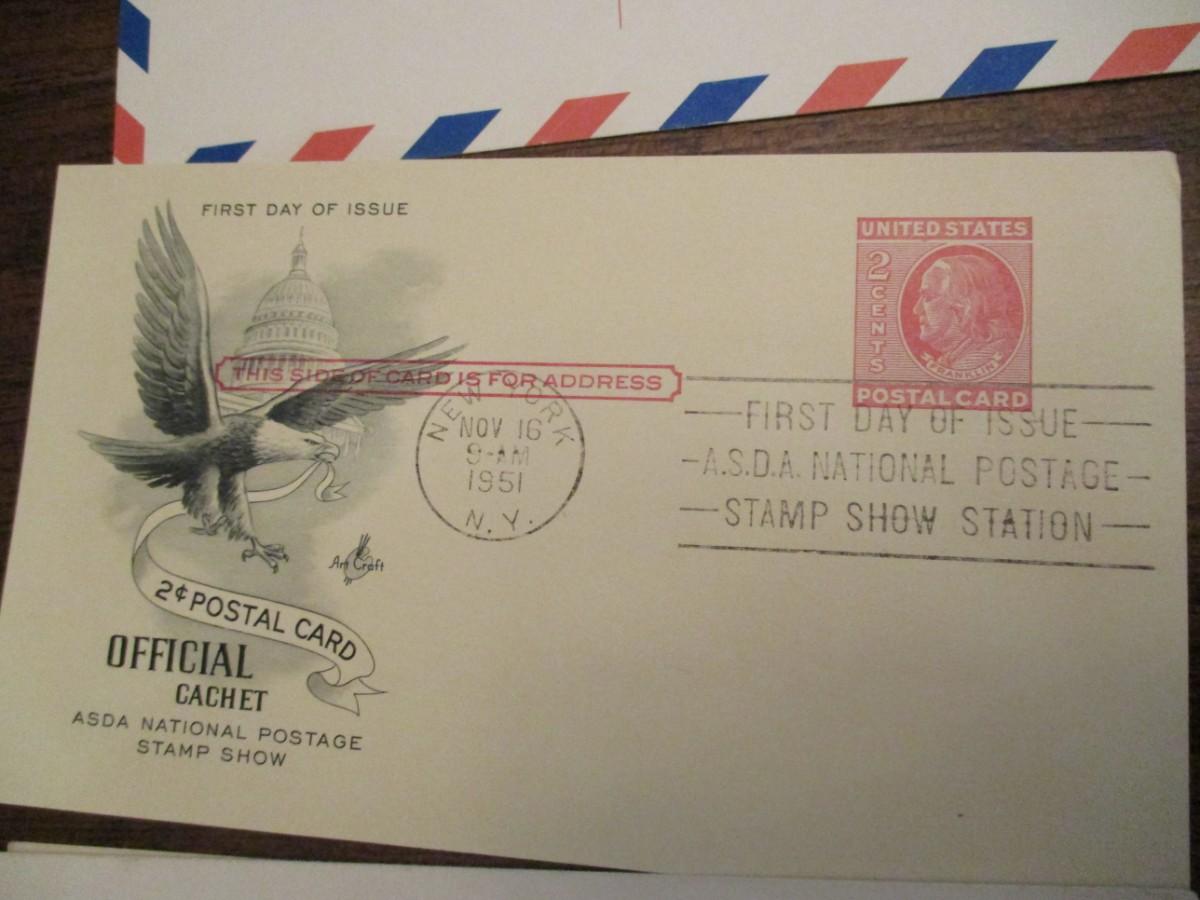 FIRST DAY OF ISSUE
UNITED STATES
2 CENTS
FRANKLIN
POSTAL CARD
THIS SIDE OF CARD IS FOR ADDRESS
NEW YORK
NOV 16
9-AM
1951
N. Y.
FIRST DAY OF ISSUE
A.S.D.A. NATIONAL POSTAGE
STAMP SHOW STATION
Art Craft
2¢ POSTAL CARD
OFFICIAL
CACHET
ASDA NATIONAL POSTAGE
STAMP SHOW